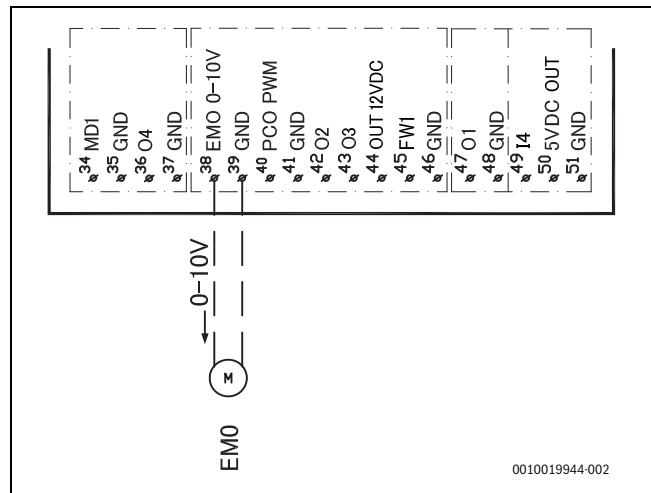 34 MD1
35 GND
36 O4
37 GND
38 EMO 0-10V
39 GND
40 PCO PWM
41 GND
42 O2
43 O3
44 OUT 12VDC
45 FW1
46 GND
47 O1
48 GND
49 I4
50 5VDC OUT
51 GND
0-10V
M
EMO
0010019944-002